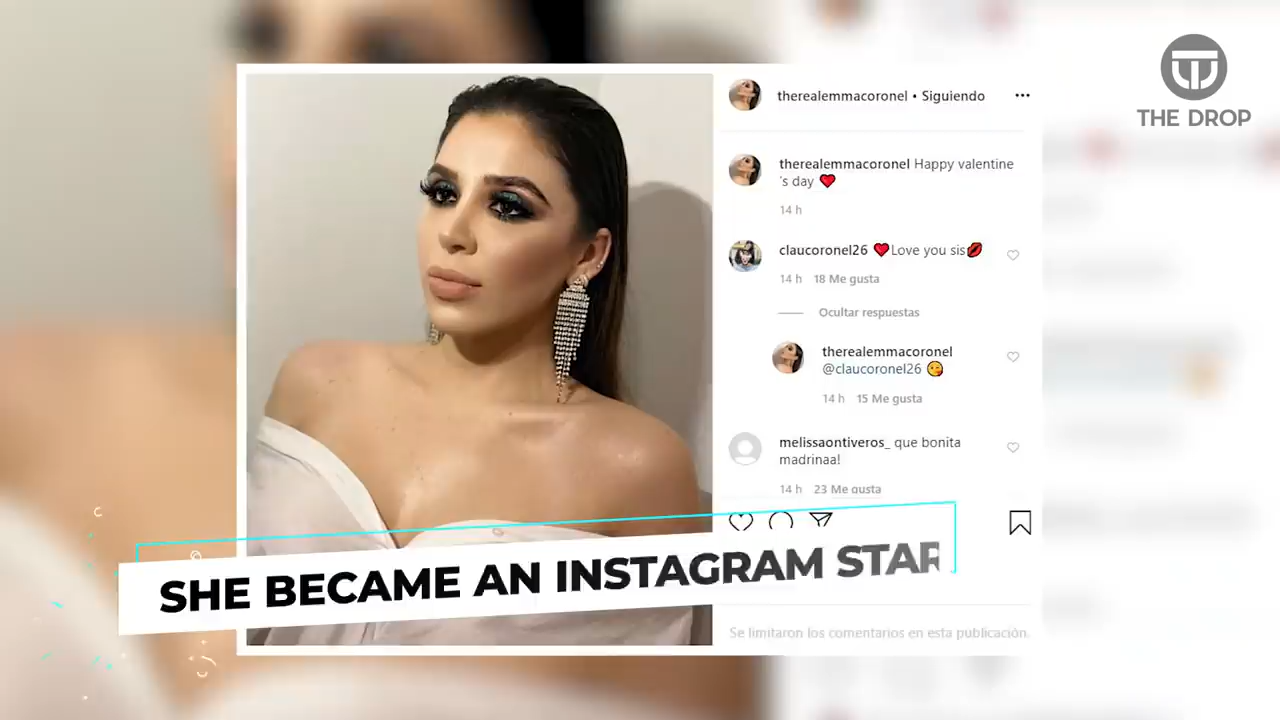 THE DROP
therealemmacoronel • Siguiendo
therealemmacoronel Happy valentine
's day ❤️
14 h
claucoronel26 ❤️Love you sis💋
14 h 18 Me gusta
Ocultar respuestas
therealemmacoronel
@claucoronel26 😘
14 h 15 Me gusta
melissaontiveros_ que bonita
madrinaa!
14 h 23 Me gusta
SHE BECAME AN INSTAGRAM STAR
Se limitaron los comentarios en esta publicación.